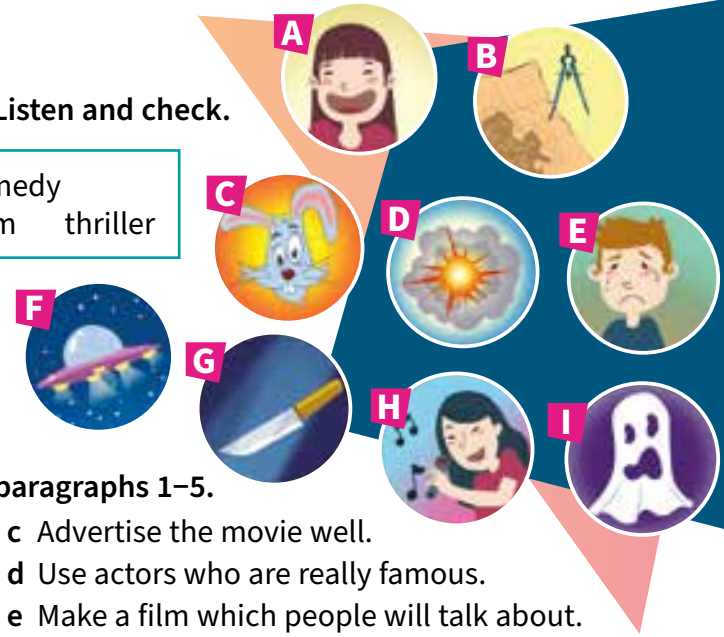 A
B
Listen and check.
C
thriller
D
E
F
G
H
I
paragraphs 1–5.
c Advertise the movie well.
d Use actors who are really famous.
e Make a film which people will talk about.